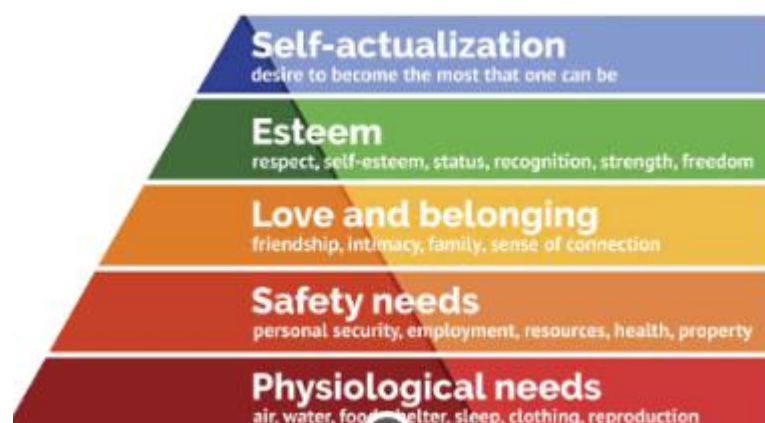 Self-actualization
desire to become the most that one can be
Esteem
respect, self-esteem, status, recognition, strength, freedom
Love and belonging
friendship, intimacy, family, sense of connection
Safety needs
personal security, employment, resources, health, property
Physiological needs
air, water, food, shelter, sleep, clothing, reproduction